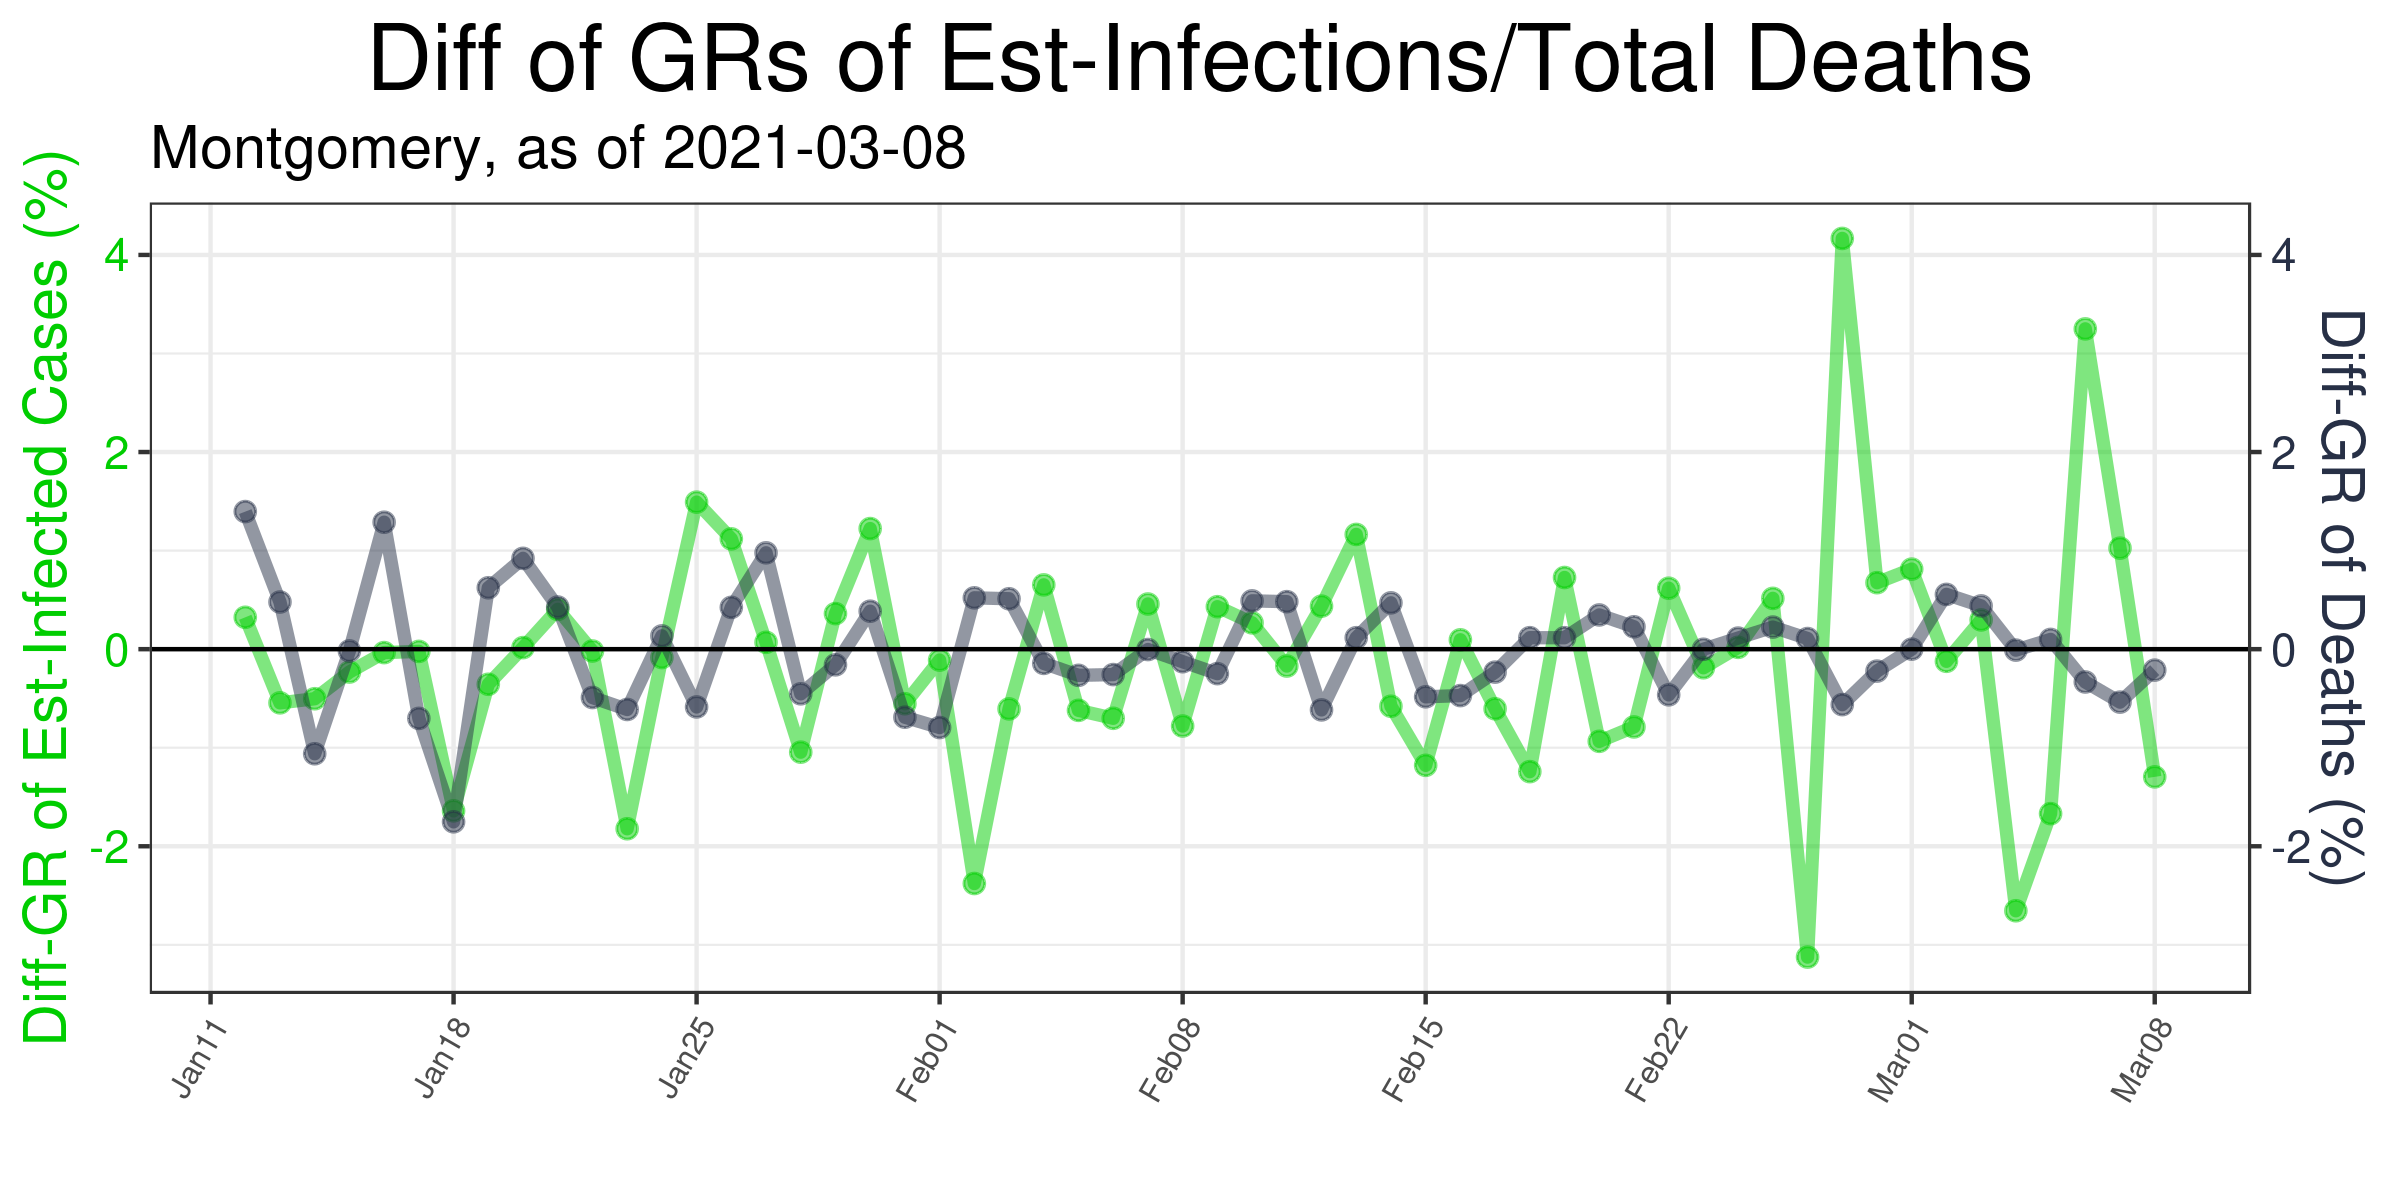 Diff of GRs of Est-Infections/Total Deaths
Montgomery, as of 2021-03-08
Diff-GR of Est-Infected Cases (%)
4
2
0
-2
4
2
0
-2
Diff-GR of Deaths (%)
Jan11
Jan18
Jan25
Feb01
Feb08
Feb15
Feb22
Mar01
Mar08